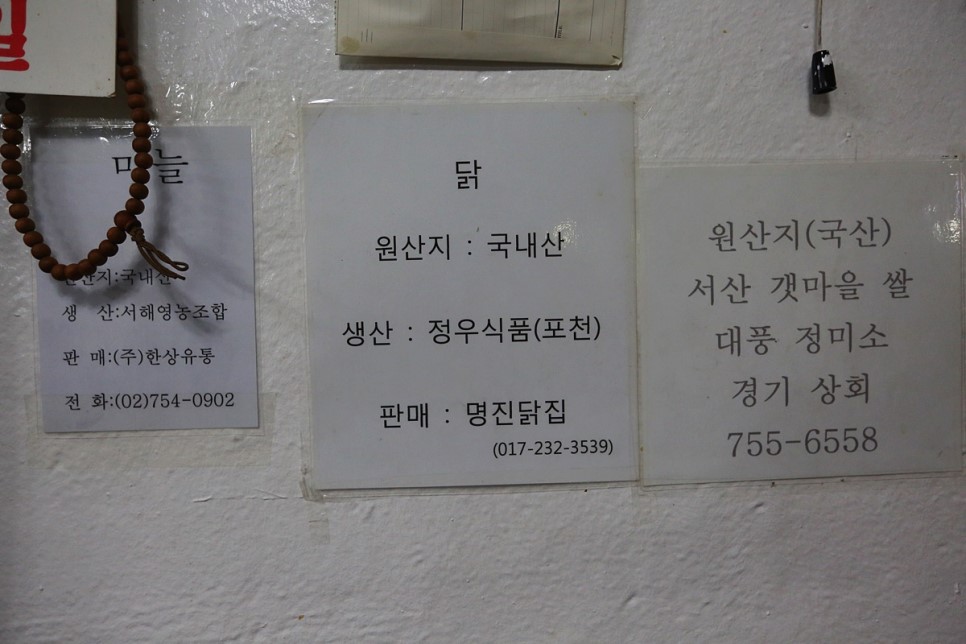 일
마늘
원산지:국내산
생 산:서해영농조합
판 매:(주)한상유통
전 화:(02)754-0902
닭
원산지 : 국내산
생산 : 정우식품(포천)
판매 : 명진닭집
(017-232-3539)
원산지(국산)
서산 갯마을 쌀
대풍 정미소
경기 상회
755-6558